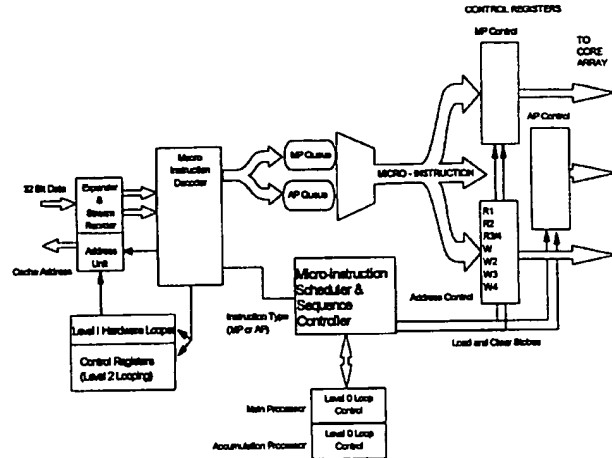 CONTROL REGISTERS
MP Control
TO
CORE
ARRAY
AP Control
Macro
Instruction
Decoder
MP Queue
AP Queue
MICRO - INSTRUCTION
32 Bit Data
Expander
&
Stream
Reorder
Address
Unit
Cache Address
R1
R2
R3/4
W
W2
W3
W4
Address Control
Micro-Instruction
Scheduler &
Sequence
Controller
Instruction Type
(MP or AP)
Load and Clear Stobes
Level I Hardware Looper
Control Registers
(Level 2 Looping)
Main Processor
Level 0 Loop
Control
Accumulation Processor
Level 0 Loop
Control